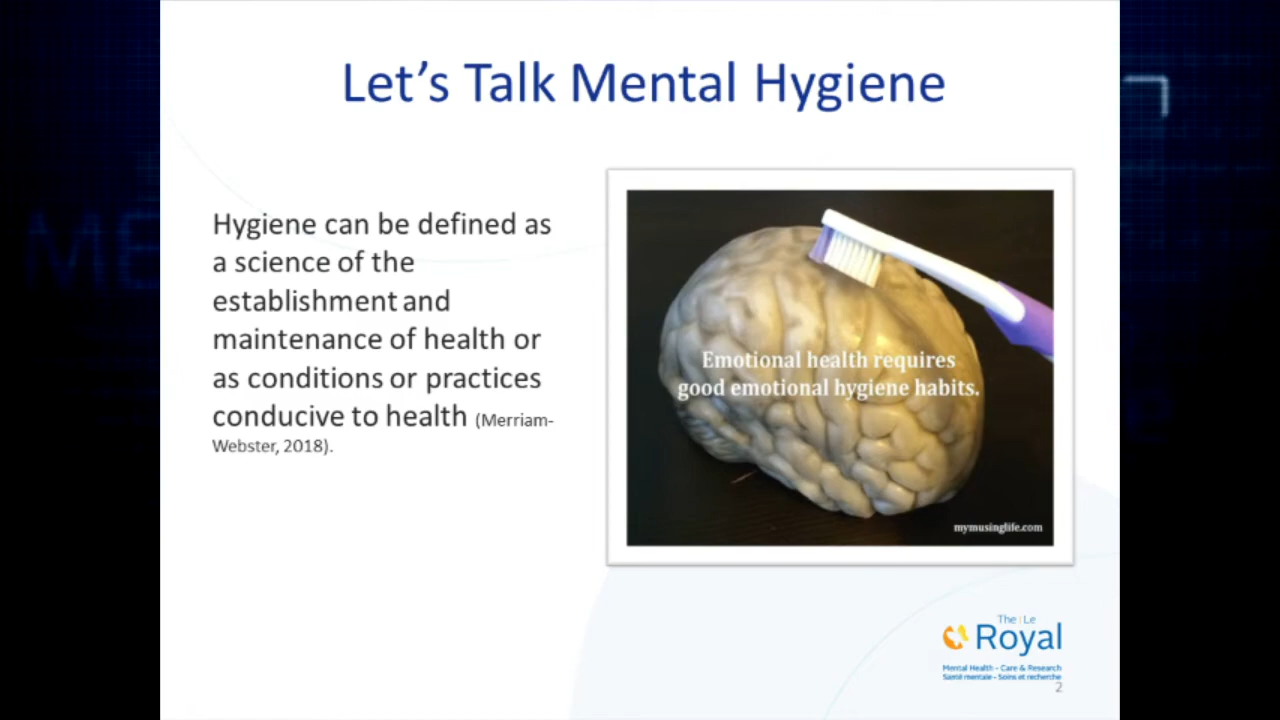 Let's Talk Mental Hygiene
Hygiene can be defined as
a science of the
establishment and
maintenance of health or
as conditions or practices
conducive to health (Merriam-
Webster, 2018).
Emotional health requires
good emotional hygiene habits.
mymusinglife.com
The | Le
Royal
Mental Health - Care & Research
Santé mentale - Soins et recherche
2